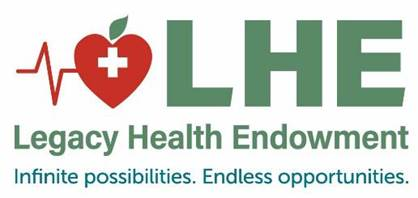 LHE
Legacy Health Endowment
Infinite possibilities. Endless opportunities.